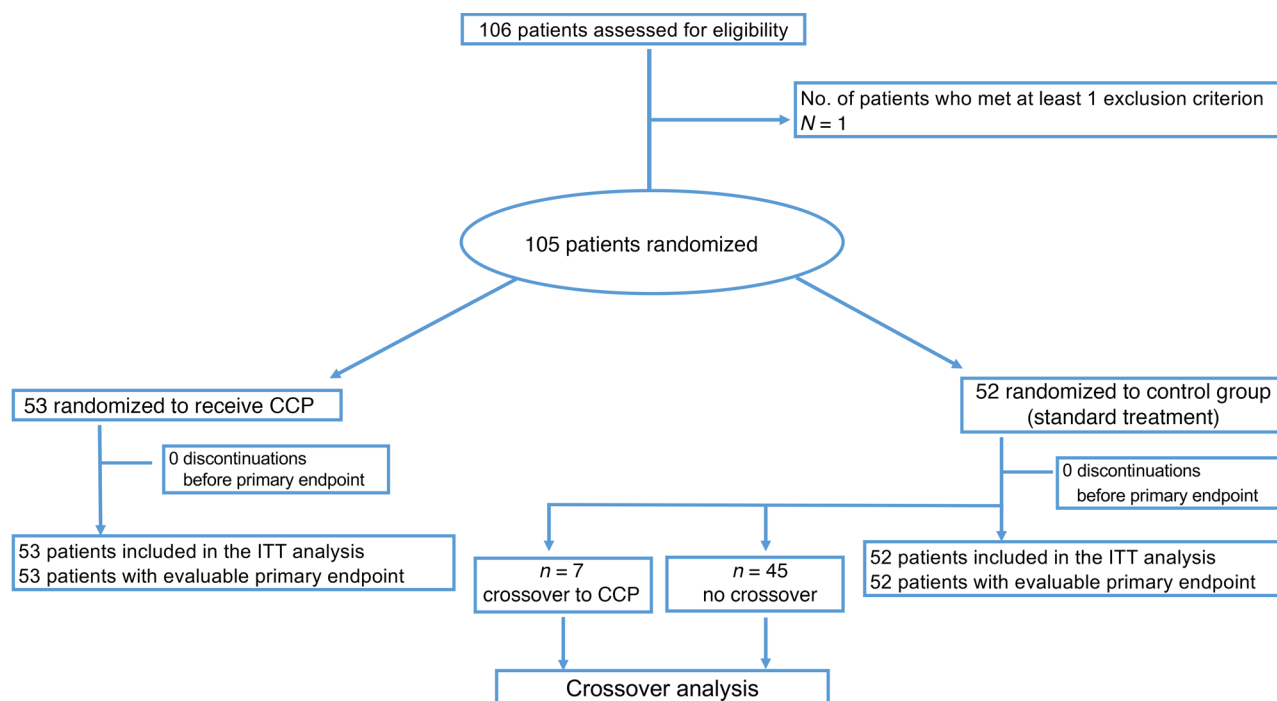 106 patients assessed for eligibility
No. of patients who met at least 1 exclusion criterion
N = 1
105 patients randomized
53 randomized to receive CCP
0 discontinuations
before primary endpoint
53 patients included in the ITT analysis
53 patients with evaluable primary endpoint
52 randomized to control group
(standard treatment)
0 discontinuations
before primary endpoint
52 patients included in the ITT analysis
52 patients with evaluable primary endpoint
n = 7
crossover to CCP
n = 45
no crossover
Crossover analysis